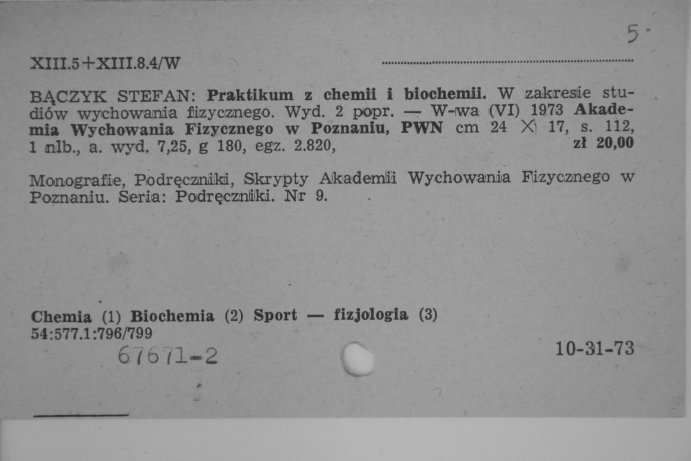 5
XIII.5+XIII.8.4/W
BĄCZYK STEFAN: Praktikum z chemii i biochemii. W zakresie stu-
diów wychowania fizycznego. Wyd. 2 popr. — W-wa (VI) 1973 Akade-
mia Wychowania Fizycznego w Poznaniu, PWN cm 24 X 17, s. 112,
1 nlb., a. wyd. 7,25, g 180, egz. 2.820, zł 20,00
Monografie, Podręczniki, Skrypty Akademii Wychowania Fizycznego w
Poznaniu. Seria: Podręczniki. Nr 9.
Chemia (1) Biochemia (2) Sport — fizjologia (3)
54:577.1:796/799
67671-2
10-31-73